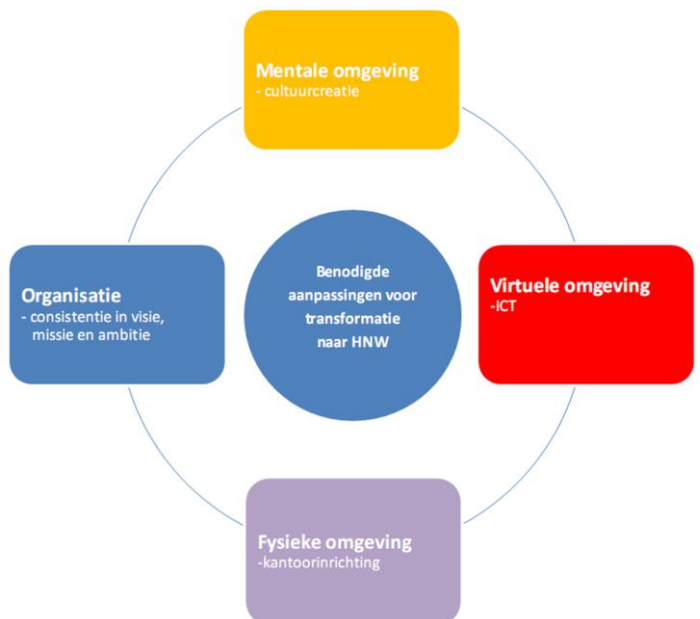 Mentale omgeving
- cultuurcreatie
Organisatie
- consistentie in visie,
missie en ambitie
Benodigde
aanpassingen voor
transformatie
naar HNW
Virtuele omgeving
-ICT
Fysieke omgeving
-kantoorinrichting